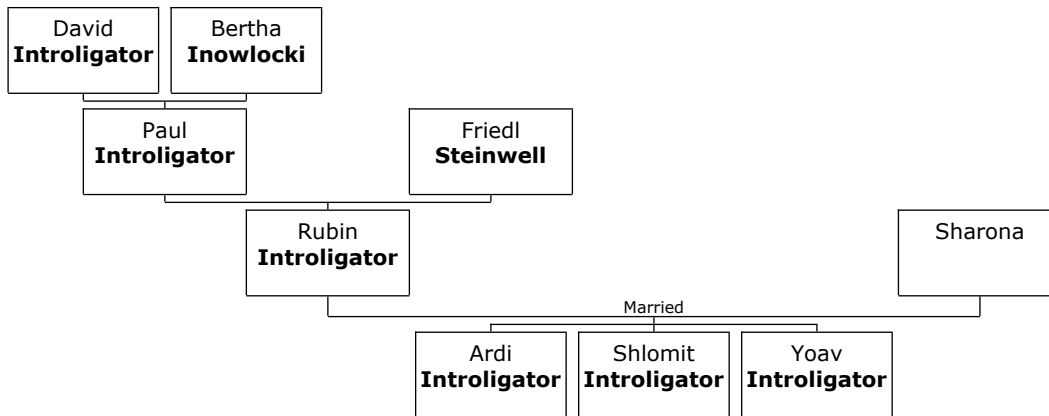 David
Introligator
Bertha
Inowlocki
Paul
Introligator
Friedl
Steinwell
Rubin
Introligator
Sharona
Married
Ardi
Introligator
Shlomit
Introligator
Yoav
Introligator